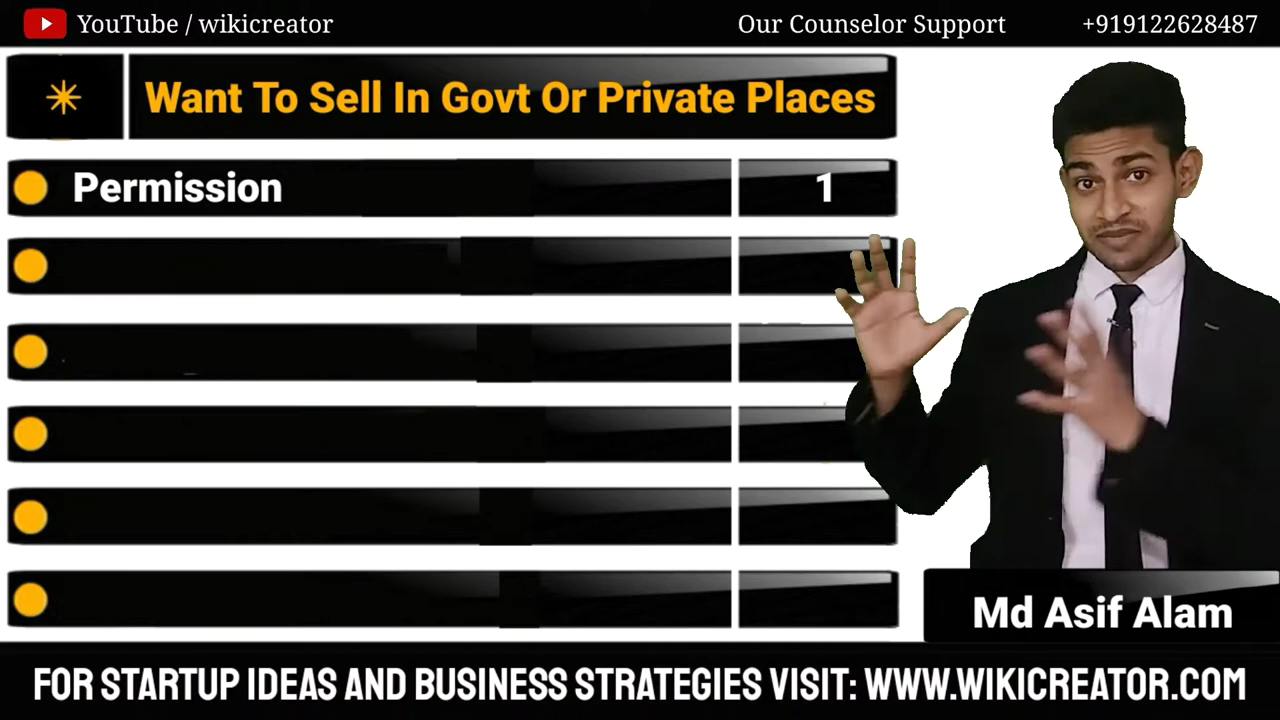 YouTube / wikicreator
Our Counselor Support +919122628487
Want To Sell In Govt Or Private Places
Permission 1
Md Asif Alam
FOR STARTUP IDEAS AND BUSINESS STRATEGIES VISIT: WWW.WIKICREATOR.COM